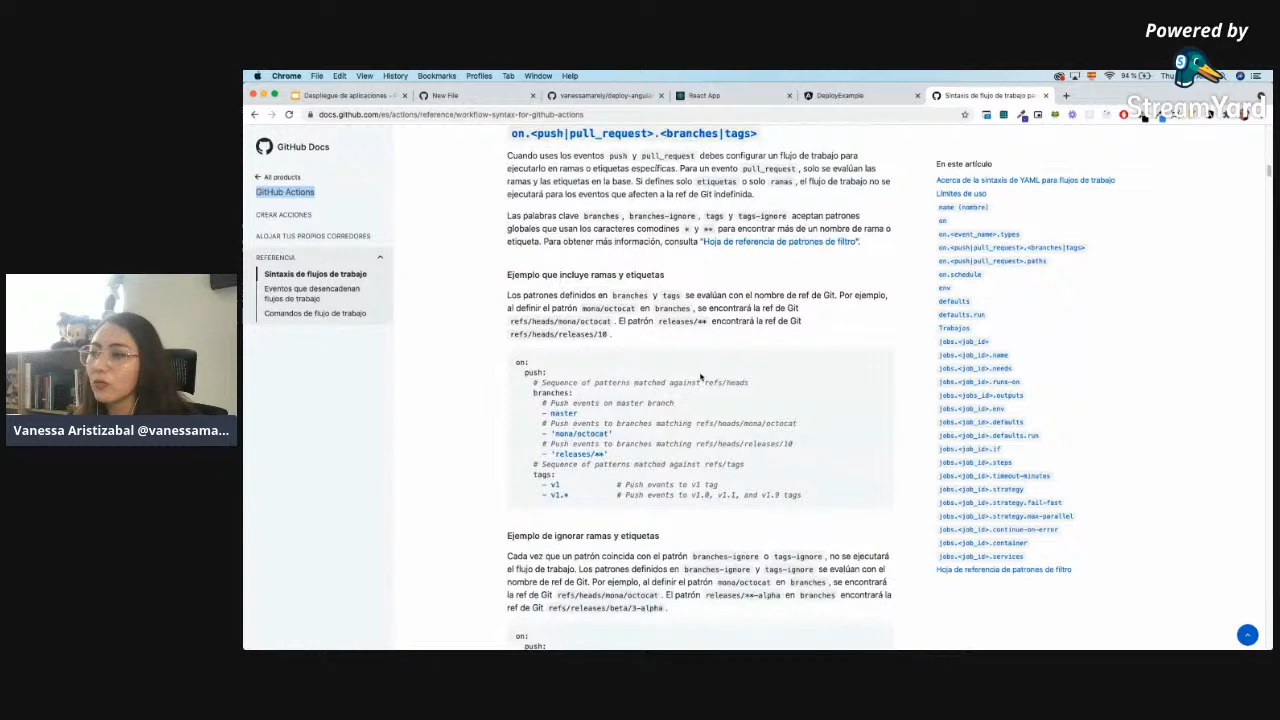 Powered by
StreamYard
Chrome File Edit View History Bookmarks Profiles Tab Window Help
94 %
Despliegue de aplicaciones -
New File
vanessamarely/deploy-angula
React App
DeployExample
Sintaxis de flujo de trabajo pa
docs.github.com/es/actions/reference/workflow-syntax-for-github-actions
GitHub Docs
All products
GitHub Actions
CREAR ACCIONES
ALOJAR TUS PROPIOS CORREDORES
REFERENCIA
Sintaxis de flujos de trabajo
Eventos que desencadenan
flujos de trabajo
Comandos de flujo de trabajo
on.<push|pull_request>.<branches|tags>
Cuando uses los eventos push y pull_request debes configurar un flujo de trabajo para
ejecutarlo en ramas o etiquetas específicas. Para un evento pull_request, solo se evalúan las
ramas y las etiquetas en la base. Si defines solo etiquetas o solo ramas, el flujo de trabajo no se
ejecutará para los eventos que afecten a la ref de Git indefinida.
Las palabras clave branches, branches-ignore, tags y tags-ignore aceptan patrones
globales que usan los caracteres comodines * y ** para encontrar más de un nombre de rama o
etiqueta. Para obtener más información, consulta "Hoja de referencia de patrones de filtro".
Ejemplo que incluye ramas y etiquetas
Los patrones definidos en branches y tags se evalúan con el nombre de ref de Git. Por ejemplo,
al definir el patrón mona/octocat en branches, se encontrará la ref de Git
refs/heads/mona/octocat. El patrón releases/** encontrará la ref de Git
refs/heads/releases/10.
on:
push:
# Sequence of patterns matched against refs/heads
branches:
# Push events on master branch
- master
# Push events to branches matching refs/heads/mona/octocat
- 'mona/octocat'
# Push events to branches matching refs/heads/releases/10
- 'releases/**'
# Sequence of patterns matched against refs/tags
tags:
- v1 # Push events to v1 tag
- v1.* # Push events to v1.0, v1.1, and v1.9 tags
Ejemplo de ignorar ramas y etiquetas
Cada vez que un patrón coincida con el patrón branches-ignore o tags-ignore, no se ejecutará
el flujo de trabajo. Los patrones definidos en branches-ignore y tags-ignore se evalúan con el
nombre de ref de Git. Por ejemplo, al definir el patrón mona/octocat en branches, se encontrará
la ref de Git refs/heads/mona/octocat. El patrón releases/**-alpha en branches encontrará la
ref de Git refs/releases/beta/3-alpha.
on:
push:
En este artículo
Acerca de la sintaxis de YAML para flujos de trabajo
Límites de uso
name (nombre)
on
on.<event_name>.types
on.<push|pull_request>.<branches|tags>
on.<push|pull_request>.paths
on.schedule
env
defaults
defaults.run
Trabajos
jobs.<job_id>
jobs.<job_id>.name
jobs.<job_id>.needs
jobs.<job_id>.runs-on
jobs.<job_id>.outputs
jobs.<job_id>.env
jobs.<job_id>.defaults
jobs.<job_id>.defaults.run
jobs.<job_id>.if
jobs.<job_id>.steps
jobs.<job_id>.timeout-minutes
jobs.<job_id>.strategy
jobs.<job_id>.strategy.fail-fast
jobs.<job_id>.strategy.max-parallel
jobs.<job_id>.continue-on-error
jobs.<job_id>.container
jobs.<job_id>.services
Hoja de referencia de patrones de filtro
Vanessa Aristizabal @vanessama...